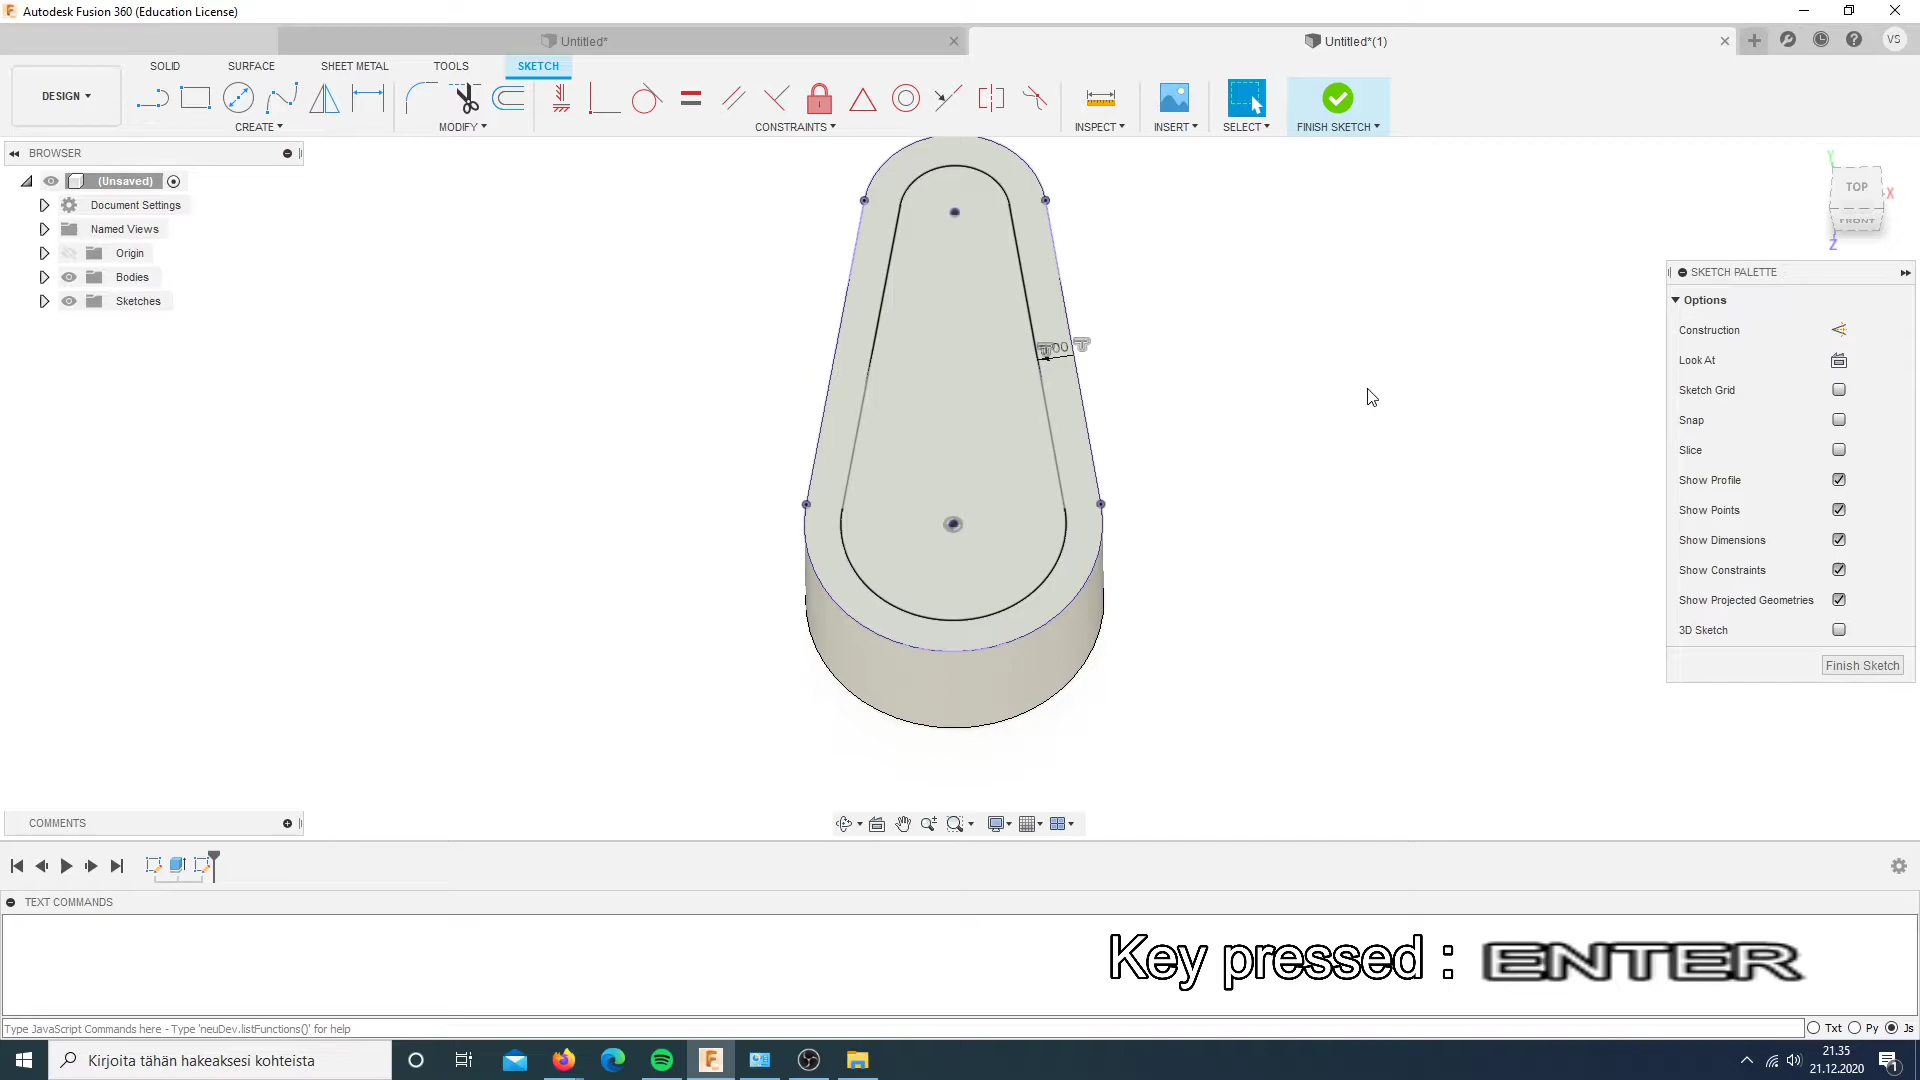 Autodesk Fusion 360 (Education License)
Untitled*
Untitled*(1)
VS
SOLID
SURFACE
SHEET METAL
TOOLS
SKETCH
DESIGN
CREATE
MODIFY
CONSTRAINTS
INSPECT
INSERT
SELECT
FINISH SKETCH
BROWSER
(Unsaved)
Document Settings
Named Views
Origin
Bodies
Sketches
Y
TOP
X
FRONT
Z
SKETCH PALETTE
Options
Construction
Look At
Sketch Grid
Snap
Slice
Show Profile
Show Points
Show Dimensions
Show Constraints
Show Projected Geometries
3D Sketch
Finish Sketch
COMMENTS
TEXT COMMANDS
Key pressed : ENTER
Type JavaScript Commands here - Type 'neuDev.listFunctions()' for help
Txt
Py
Js
Kirjoita tähän hakeaksesi kohteista
21.35
21.12.2020
1